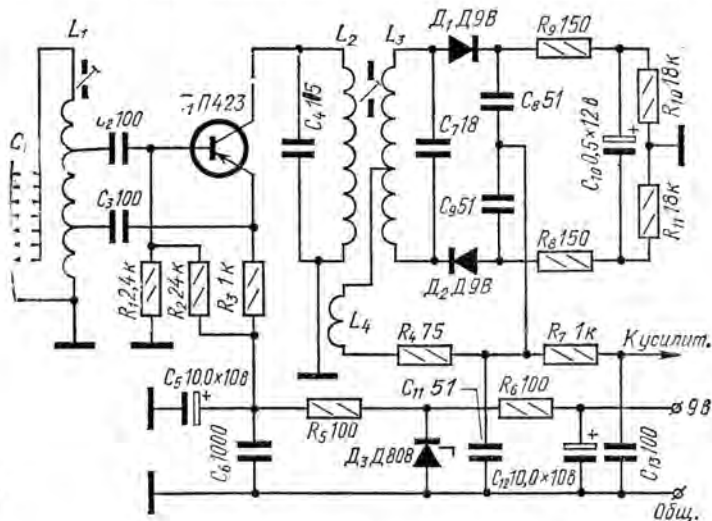 L₁
L₂
L₃
Д₁ Д9В
R₉ 150
C₂ 100
П423
C₄
C₇ 18
C₈ 51
C₁₀ 0,5×12в
R₁₀ 18к
C₁
C₃ 100
C₉ 51
R₁₁ 18к
R₈ 150
Д₂ Д9В
R₁ 2,4к
R₂ 24к
R₃ 1к
L₄
R₄ 75
R₇ 1к
К усилит.
C₅ 10,0×10в
C₁₁ 51
R₆ 100
9в
R₅ 100
C₆ 1000
Д₃ Д808
C₁₂ 10,0×10в
C₁₃ 100
Общ.